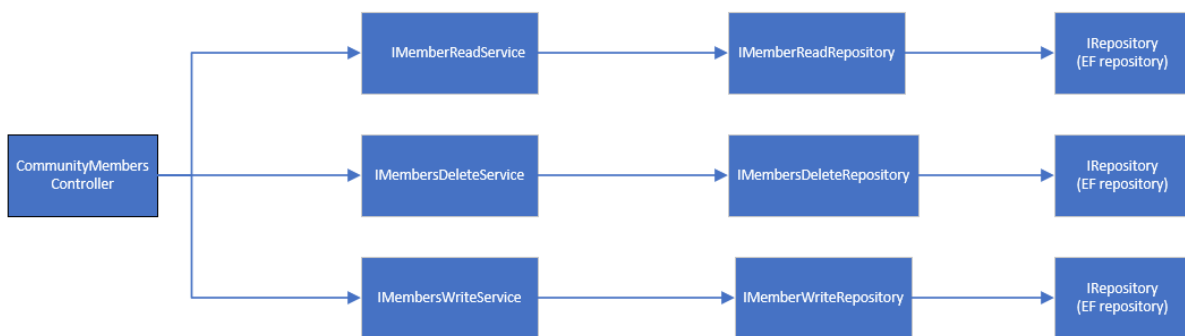 IMemberReadService
IMemberReadRepository
IRepository
(EF repository)
CommunityMembers
Controller
IMembersDeleteService
IMembersDeleteRepository
IRepository
(EF repository)
IMembersWriteService
IMemberWriteRepository
IRepository
(EF repository)